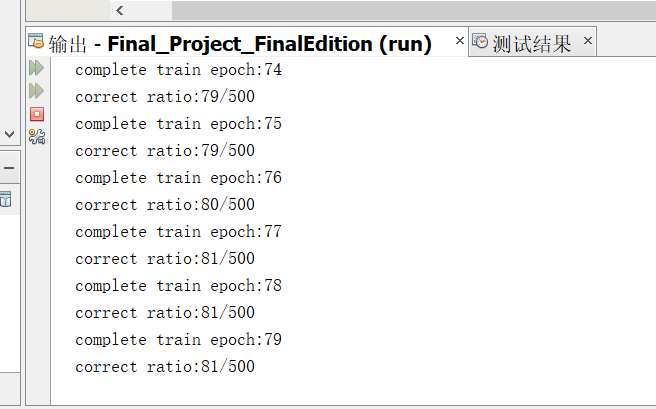 输出 - Final_Project_FinalEdition (run)
测试结果
complete train epoch:74
correct ratio:79/500
complete train epoch:75
correct ratio:79/500
complete train epoch:76
correct ratio:80/500
complete train epoch:77
correct ratio:81/500
complete train epoch:78
correct ratio:81/500
complete train epoch:79
correct ratio:81/500